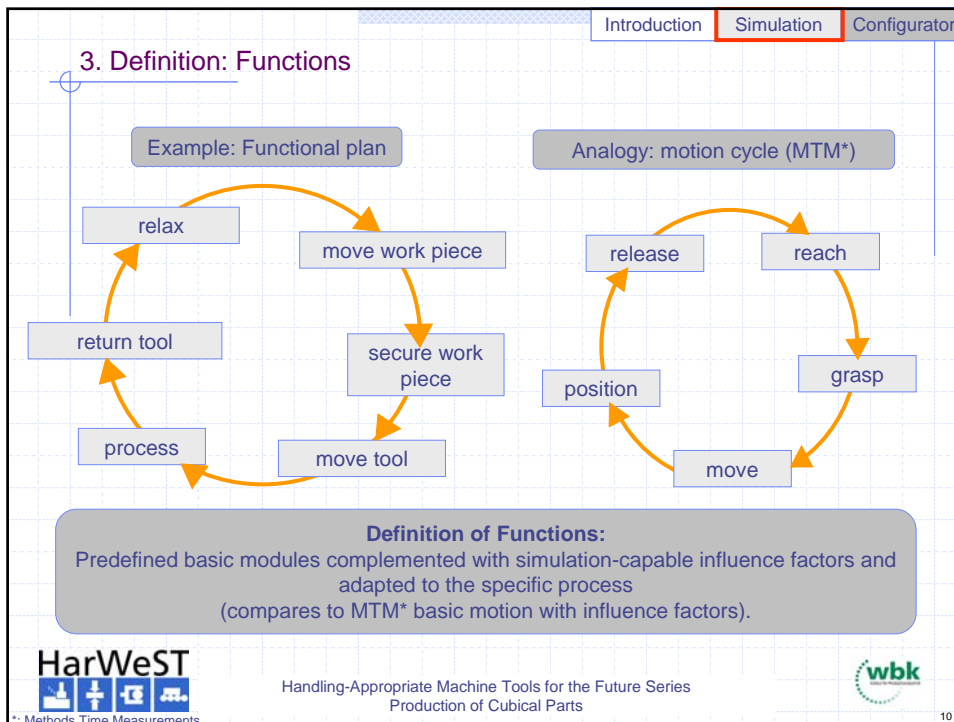 Introduction
Simulation
Configurator
3. Definition: Functions
Example: Functional plan
relax
move work piece
secure work
piece
move tool
process
return tool
Analogy: motion cycle (MTM*)
release
reach
grasp
move
position
Definition of Functions:
Predefined basic modules complemented with simulation-capable influence factors and
adapted to the specific process
(compares to MTM* basic motion with influence factors).
HarWeST
*: Methods Time Measurements
Handling-Appropriate Machine Tools for the Future Series
Production of Cubical Parts
wbk
10